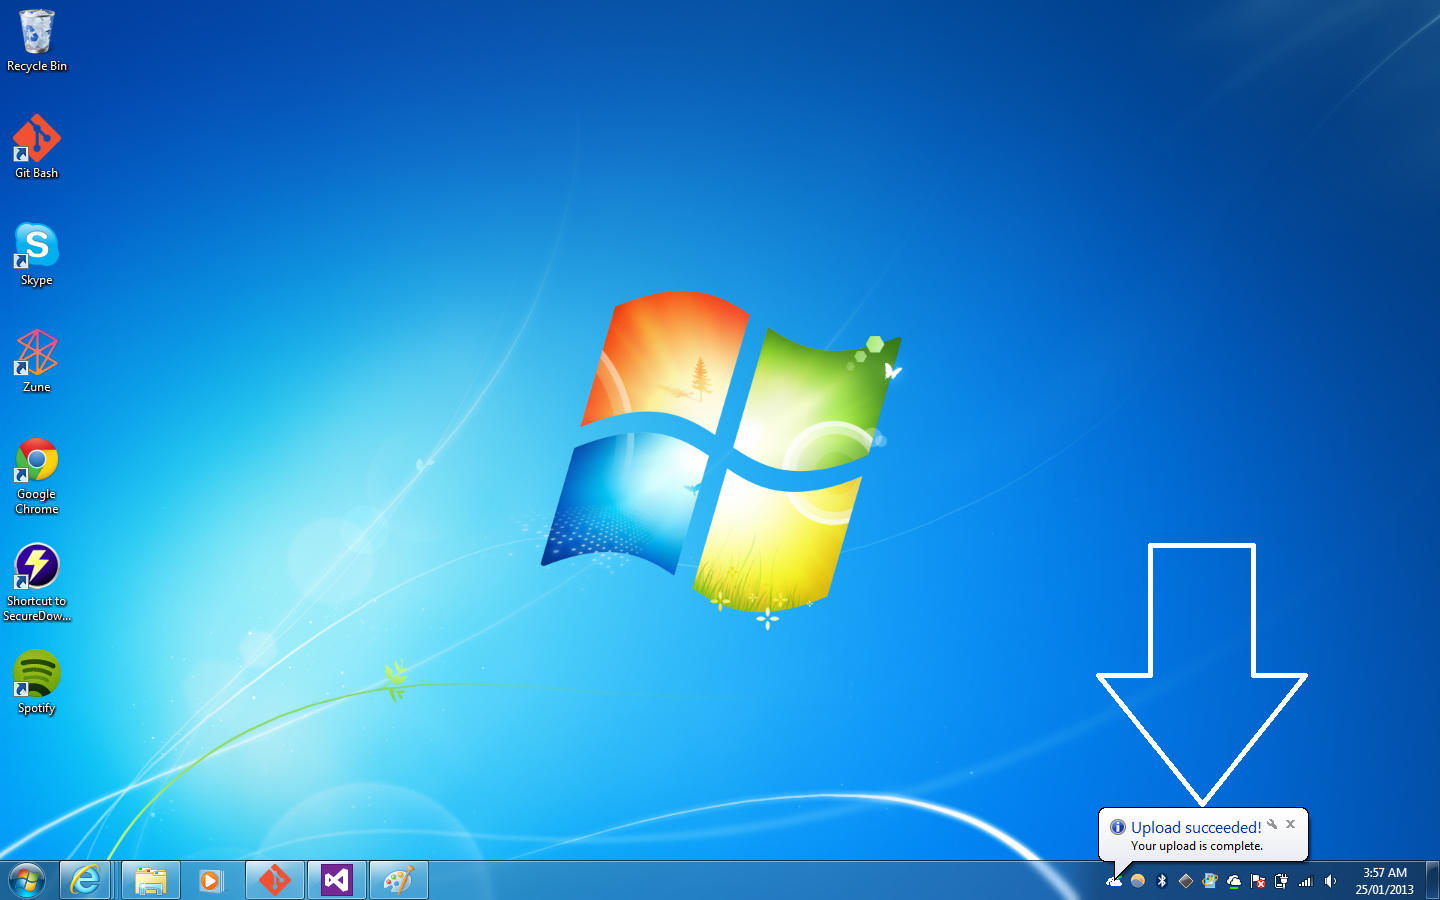 Recycle Bin
Git Bash
Skype
Zune
Google
Chrome
Shortcut to
SecureDow...
Spotify
Upload succeeded!
Your upload is complete.
3:57 AM
25/01/2013